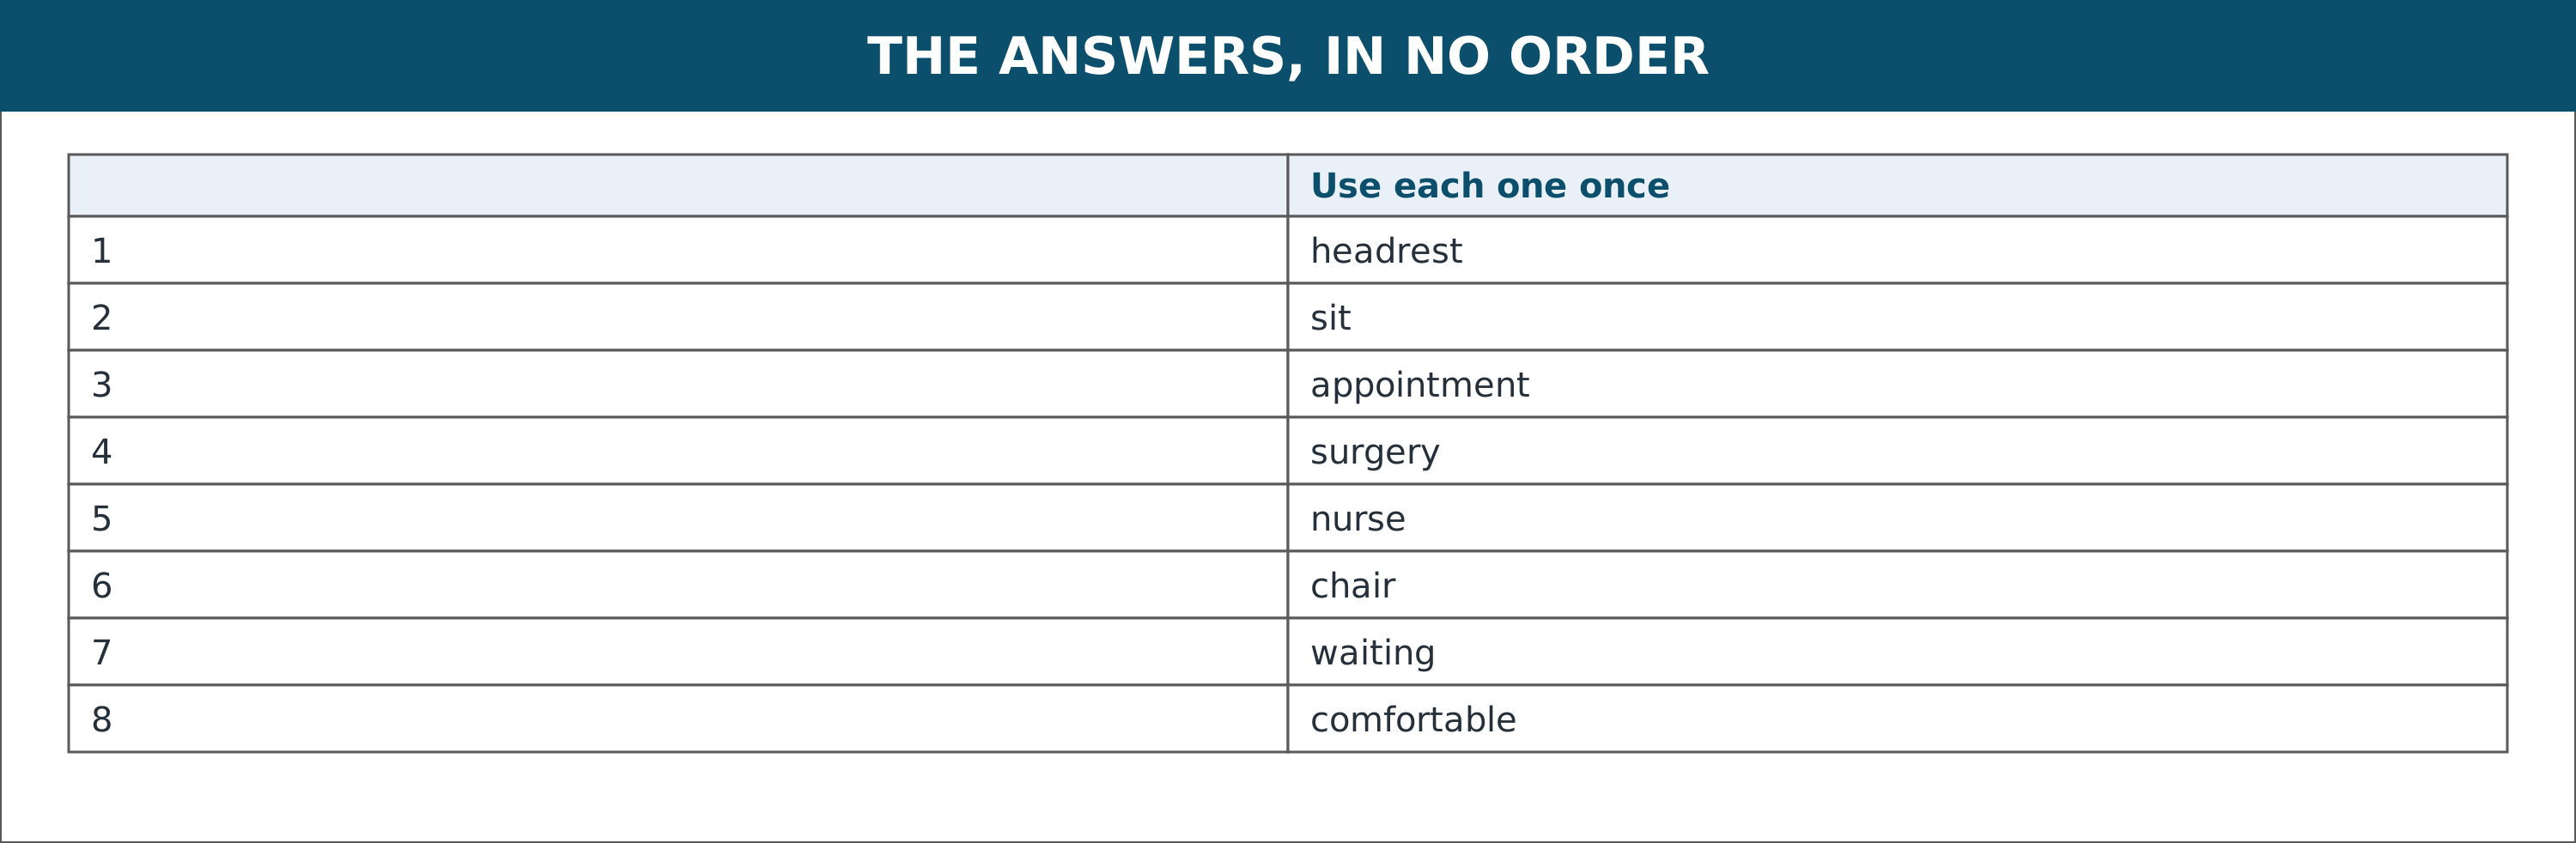 THE ANSWERS, IN NO ORDER
Use each one once
1 headrest
2 sit
3 appointment
4 surgery
5 nurse
6 chair
7 waiting
8 comfortable